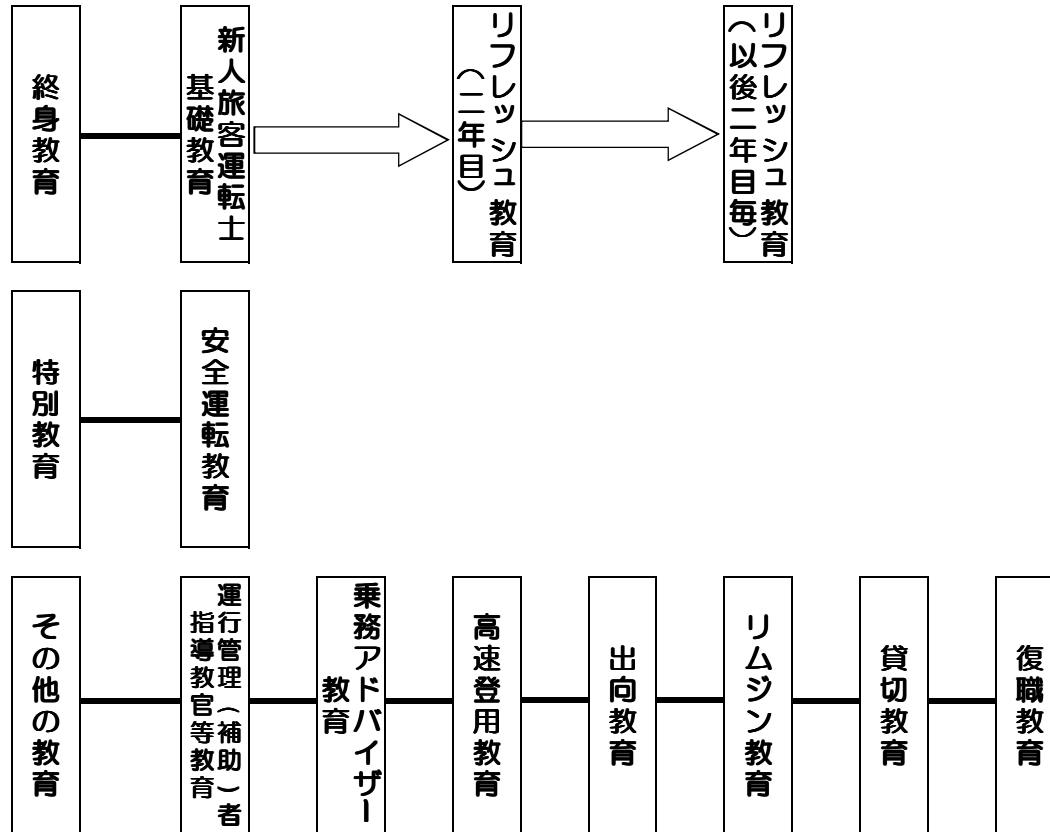 終身教育
新人旅客運転士
基礎教育
リフレッシュ教育
（二年目）
リフレッシュ教育
（以後二年目毎）
特別教育
安全運転教育
その他の教育
運行管理（補助）者
指導教官等教育
乗務アドバイザー
教育
高速登用教育
出向教育
リムジン教育
貸切教育
復職教育